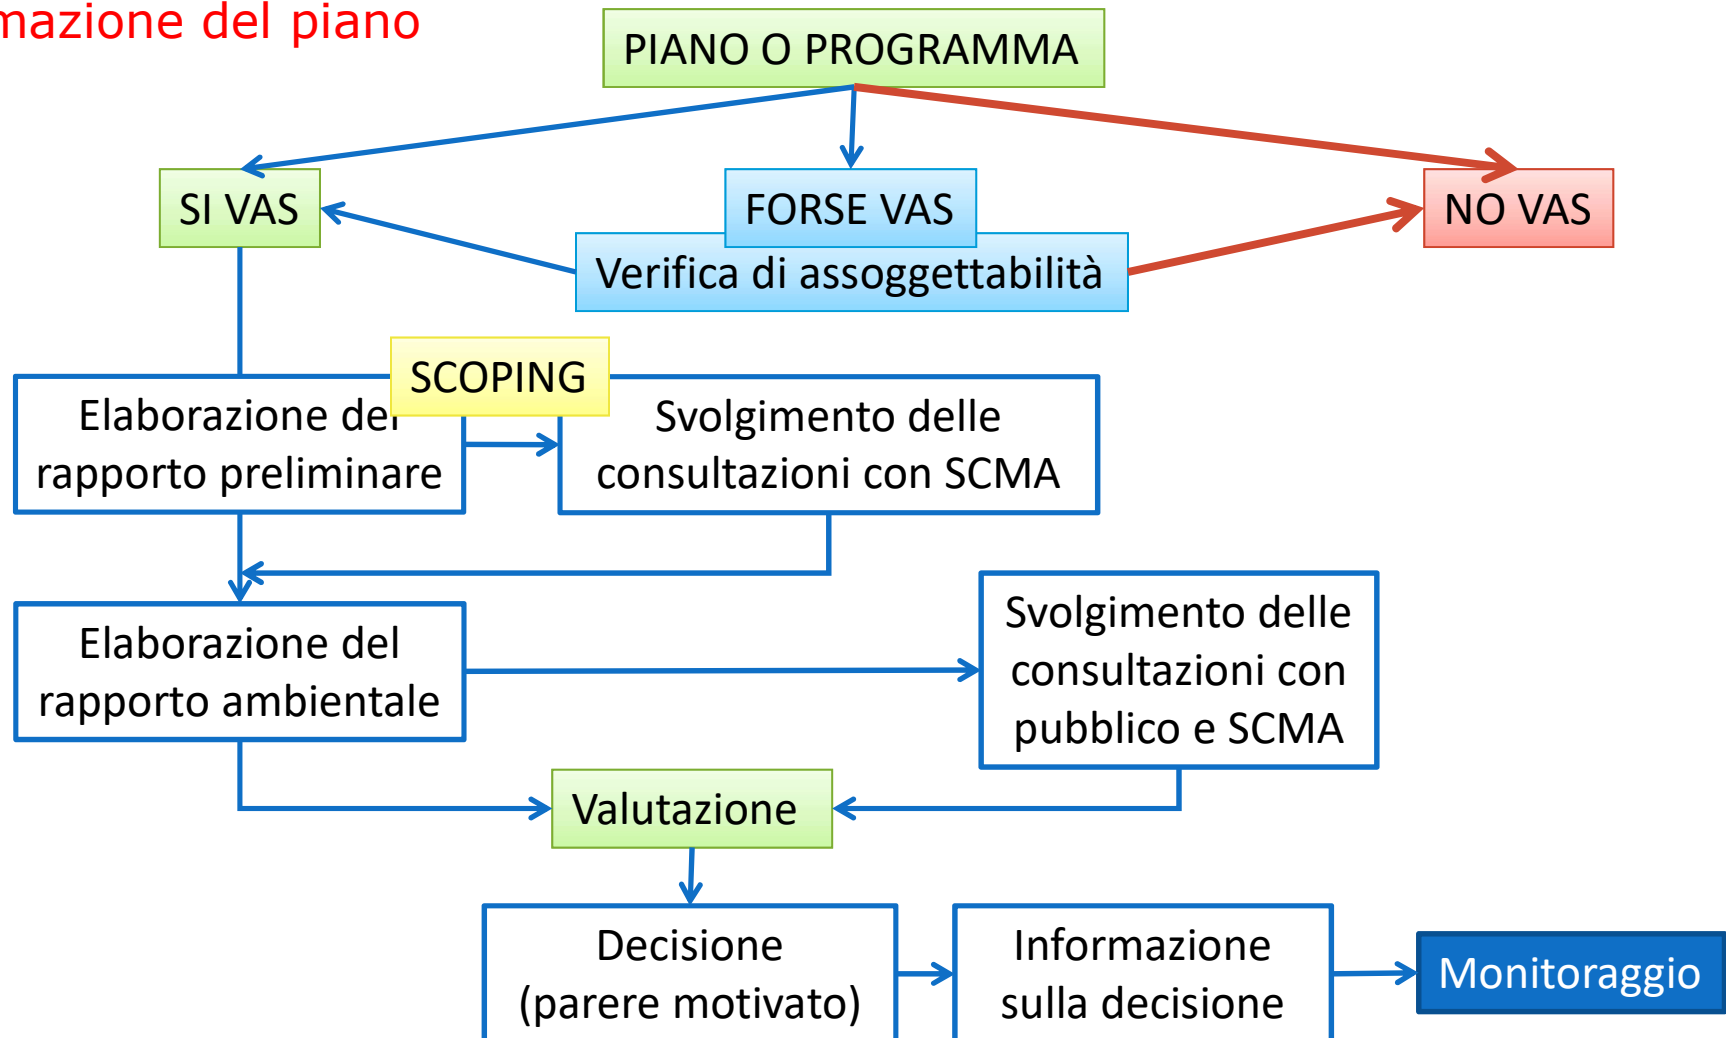 mazione del piano
PIANO O PROGRAMMA
SI VAS
FORSE VAS
NO VAS
Verifica di assoggettabilità
SCOPING
Elaborazione del
rapporto preliminare
Svolgimento delle
consultazioni con SCMA
Elaborazione del
rapporto ambientale
Svolgimento delle
consultazioni con
pubblico e SCMA
Valutazione
Decisione
(parere motivato)
Informazione
sulla decisione
Monitoraggio